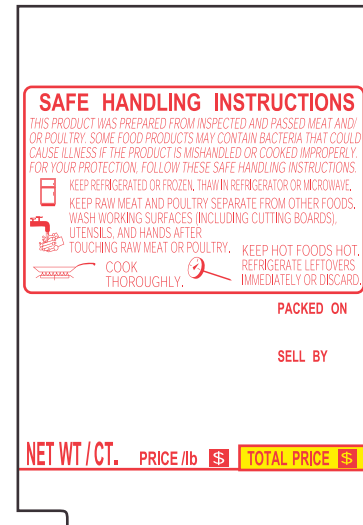 SAFE HANDLING INSTRUCTIONS
THIS PRODUCT WAS PREPARED FROM INSPECTED AND PASSED MEAT AND/
OR POULTRY. SOME FOOD PRODUCTS MAY CONTAIN BACTERIA THAT COULD
CAUSE ILLNESS IF THE PRODUCT IS MISHANDLED OR COOKED IMPROPERLY.
FOR YOUR PROTECTION, FOLLOW THESE SAFE HANDLING INSTRUCTIONS.
KEEP REFRIGERATED OR FROZEN. THAW IN REFRIGERATOR OR MICROWAVE.
KEEP RAW MEAT AND POULTRY SEPARATE FROM OTHER FOODS.
WASH WORKING SURFACES (INCLUDING CUTTING BOARDS),
UTENSILS, AND HANDS AFTER
TOUCHING RAW MEAT OR POULTRY.
COOK
THOROUGHLY.
KEEP HOT FOODS HOT.
REFRIGERATE LEFTOVERS
IMMEDIATELY OR DISCARD.
PACKED ON
SELL BY
NET WT / CT. PRICE /lb $ TOTAL PRICE $